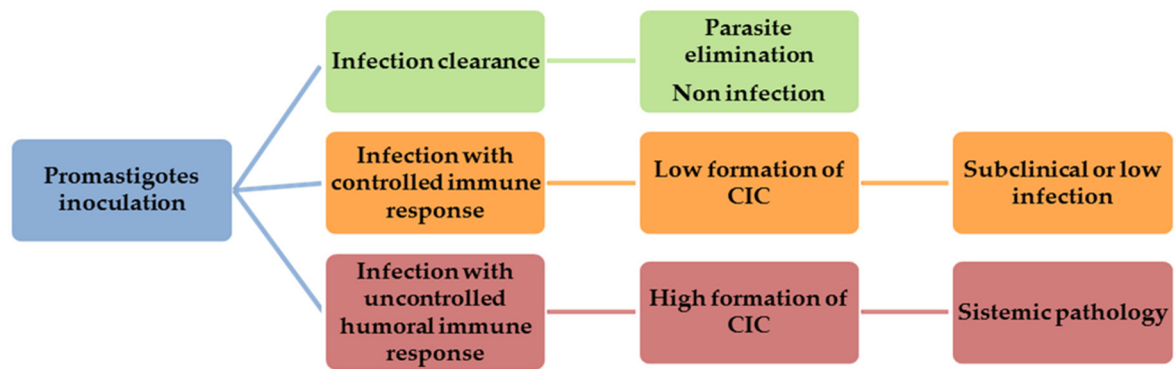 Promastigotes
inoculation
Infection clearance
Parasite
elimination
Non infection
Infection with
controlled immune
response
Low formation of
CIC
Subclinical or low
infection
Infection with
uncontrolled
humoral immune
response
High formation of
CIC
Sistemic pathology